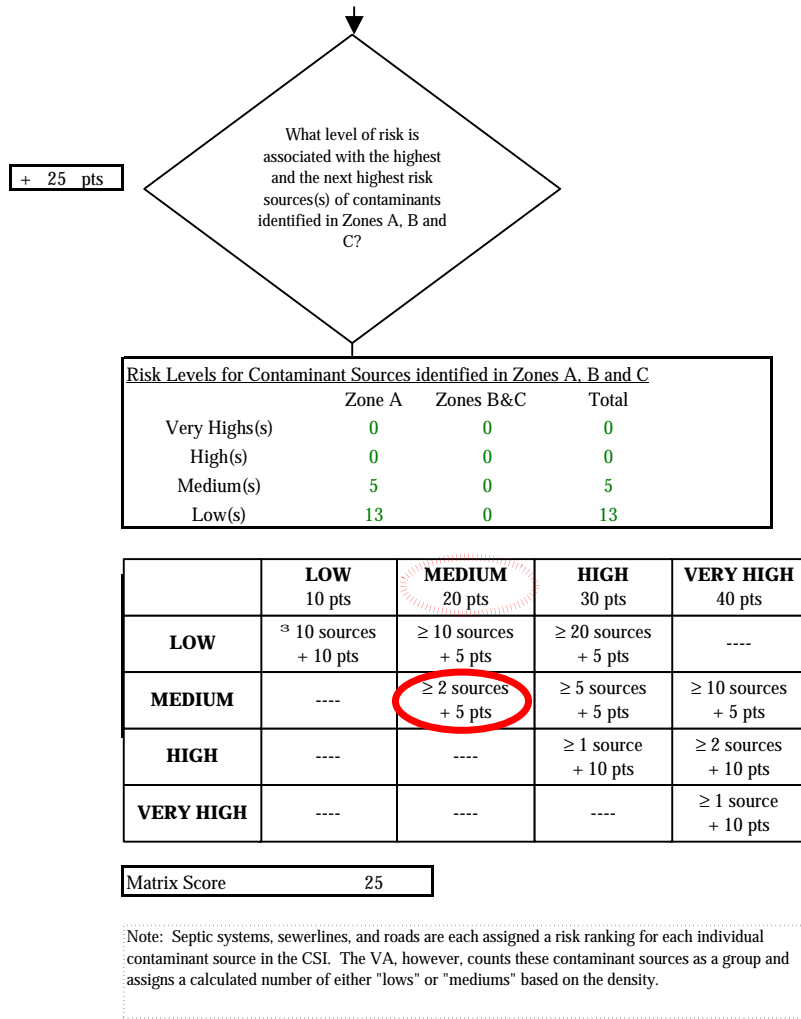 What level of risk is
associated with the highest
and the next highest risk
sources(s) of contaminants
identified in Zones A, B and
C?
+ 25 pts
Risk Levels for Contaminant Sources identified in Zones A, B and C
Zone A Zones B&C Total
Very Highs(s) 0 0 0
High(s) 0 0 0
Medium(s) 5 0 5
Low(s) 13 0 13
LOW MEDIUM HIGH VERY HIGH
10 pts 20 pts 30 pts 40 pts
LOW ³ 10 sources ≥ 10 sources ≥ 20 sources ----
+ 10 pts + 5 pts + 5 pts
MEDIUM ---- ≥ 2 sources ≥ 5 sources ≥ 10 sources
+ 5 pts + 5 pts + 5 pts
HIGH ---- ---- ≥ 1 source ≥ 2 sources
+ 10 pts + 10 pts
VERY HIGH ---- ---- ---- ≥ 1 source
+ 10 pts
Matrix Score 25
Note: Septic systems, sewerlines, and roads are each assigned a risk ranking for each individual
contaminant source in the CSI. The VA, however, counts these contaminant sources as a group and
assigns a calculated number of either "lows" or "mediums" based on the density.